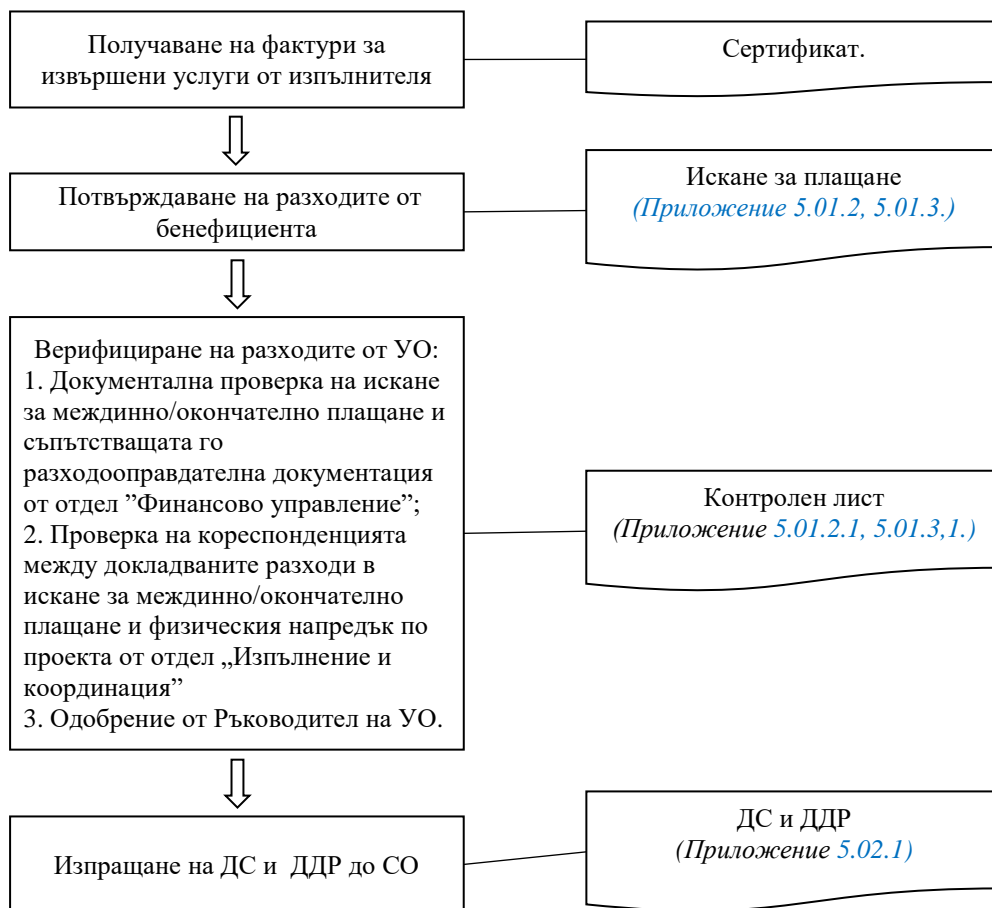 Получаване на фактури за
извършени услуги от изпълнителя
Сертификат.
Потвърждаване на разходите от
бенефициента
Искане за плащане
(Приложение 5.01.2, 5.01.3.)
Верифициране на разходите от УО:
1. Документална проверка на искане
за междинно/окончателно плащане и
съпътстващата го
разходооправдателна документация
от отдел ”Финансово управление”;
2. Проверка на кореспонденцията
между докладваните разходи в
искане за междинно/окончателно
плащане и физическия напредък по
проекта от отдел „Изпълнение и
координация”
3. Одобрение от Ръководител на УО.
Контролен лист
(Приложение 5.01.2.1, 5.01.3,1.)
Изпращане на ДС и  ДДР до СО
ДС и ДДР
(Приложение 5.02.1)